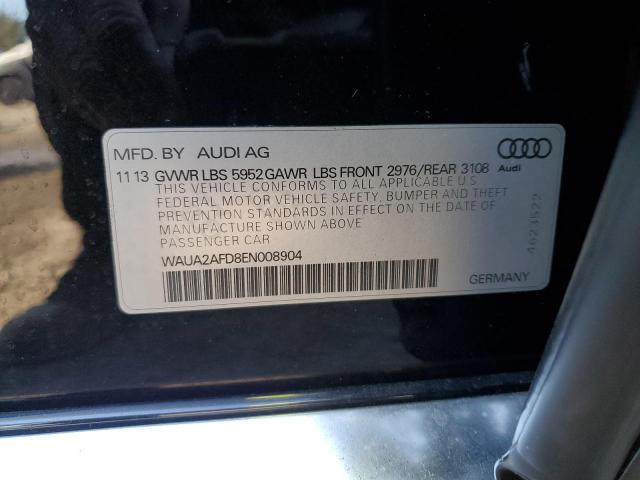 MFD. BY AUDI AG
11 13 GVWR LBS 5952 GAWR LBS FRONT 2976/REAR 3108 Audi
THIS VEHICLE CONFORMS TO ALL APPLICABLE U.S
FEDERAL MOTOR VEHICLE SAFETY, BUMPER AND THEFT
PREVENTION STANDARDS IN EFFECT ON THE DATE OF
MANUFACTURE SHOWN ABOVE
PASSENGER CAR
WAUA2AFD8EN008904
GERMANY
4623522